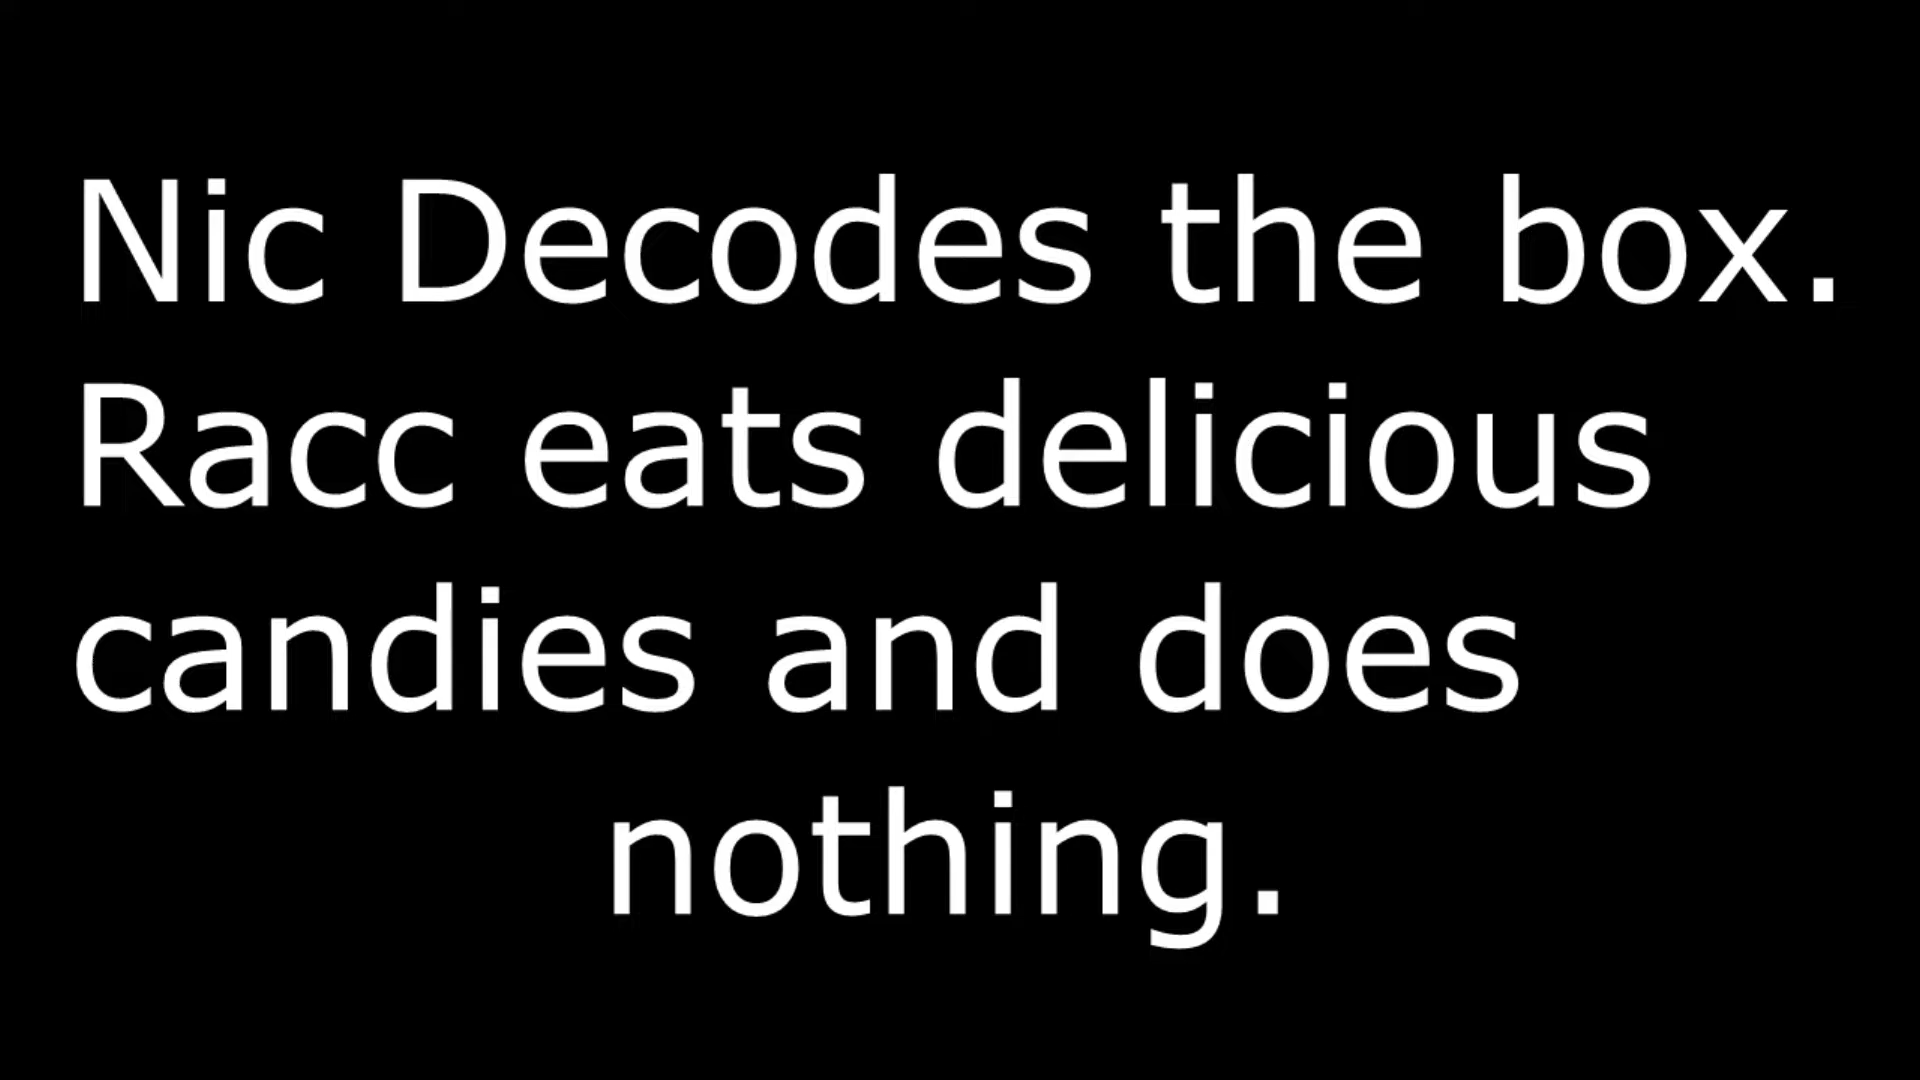 Nic Decodes the box.
Racc eats delicious
candies and does
nothing.